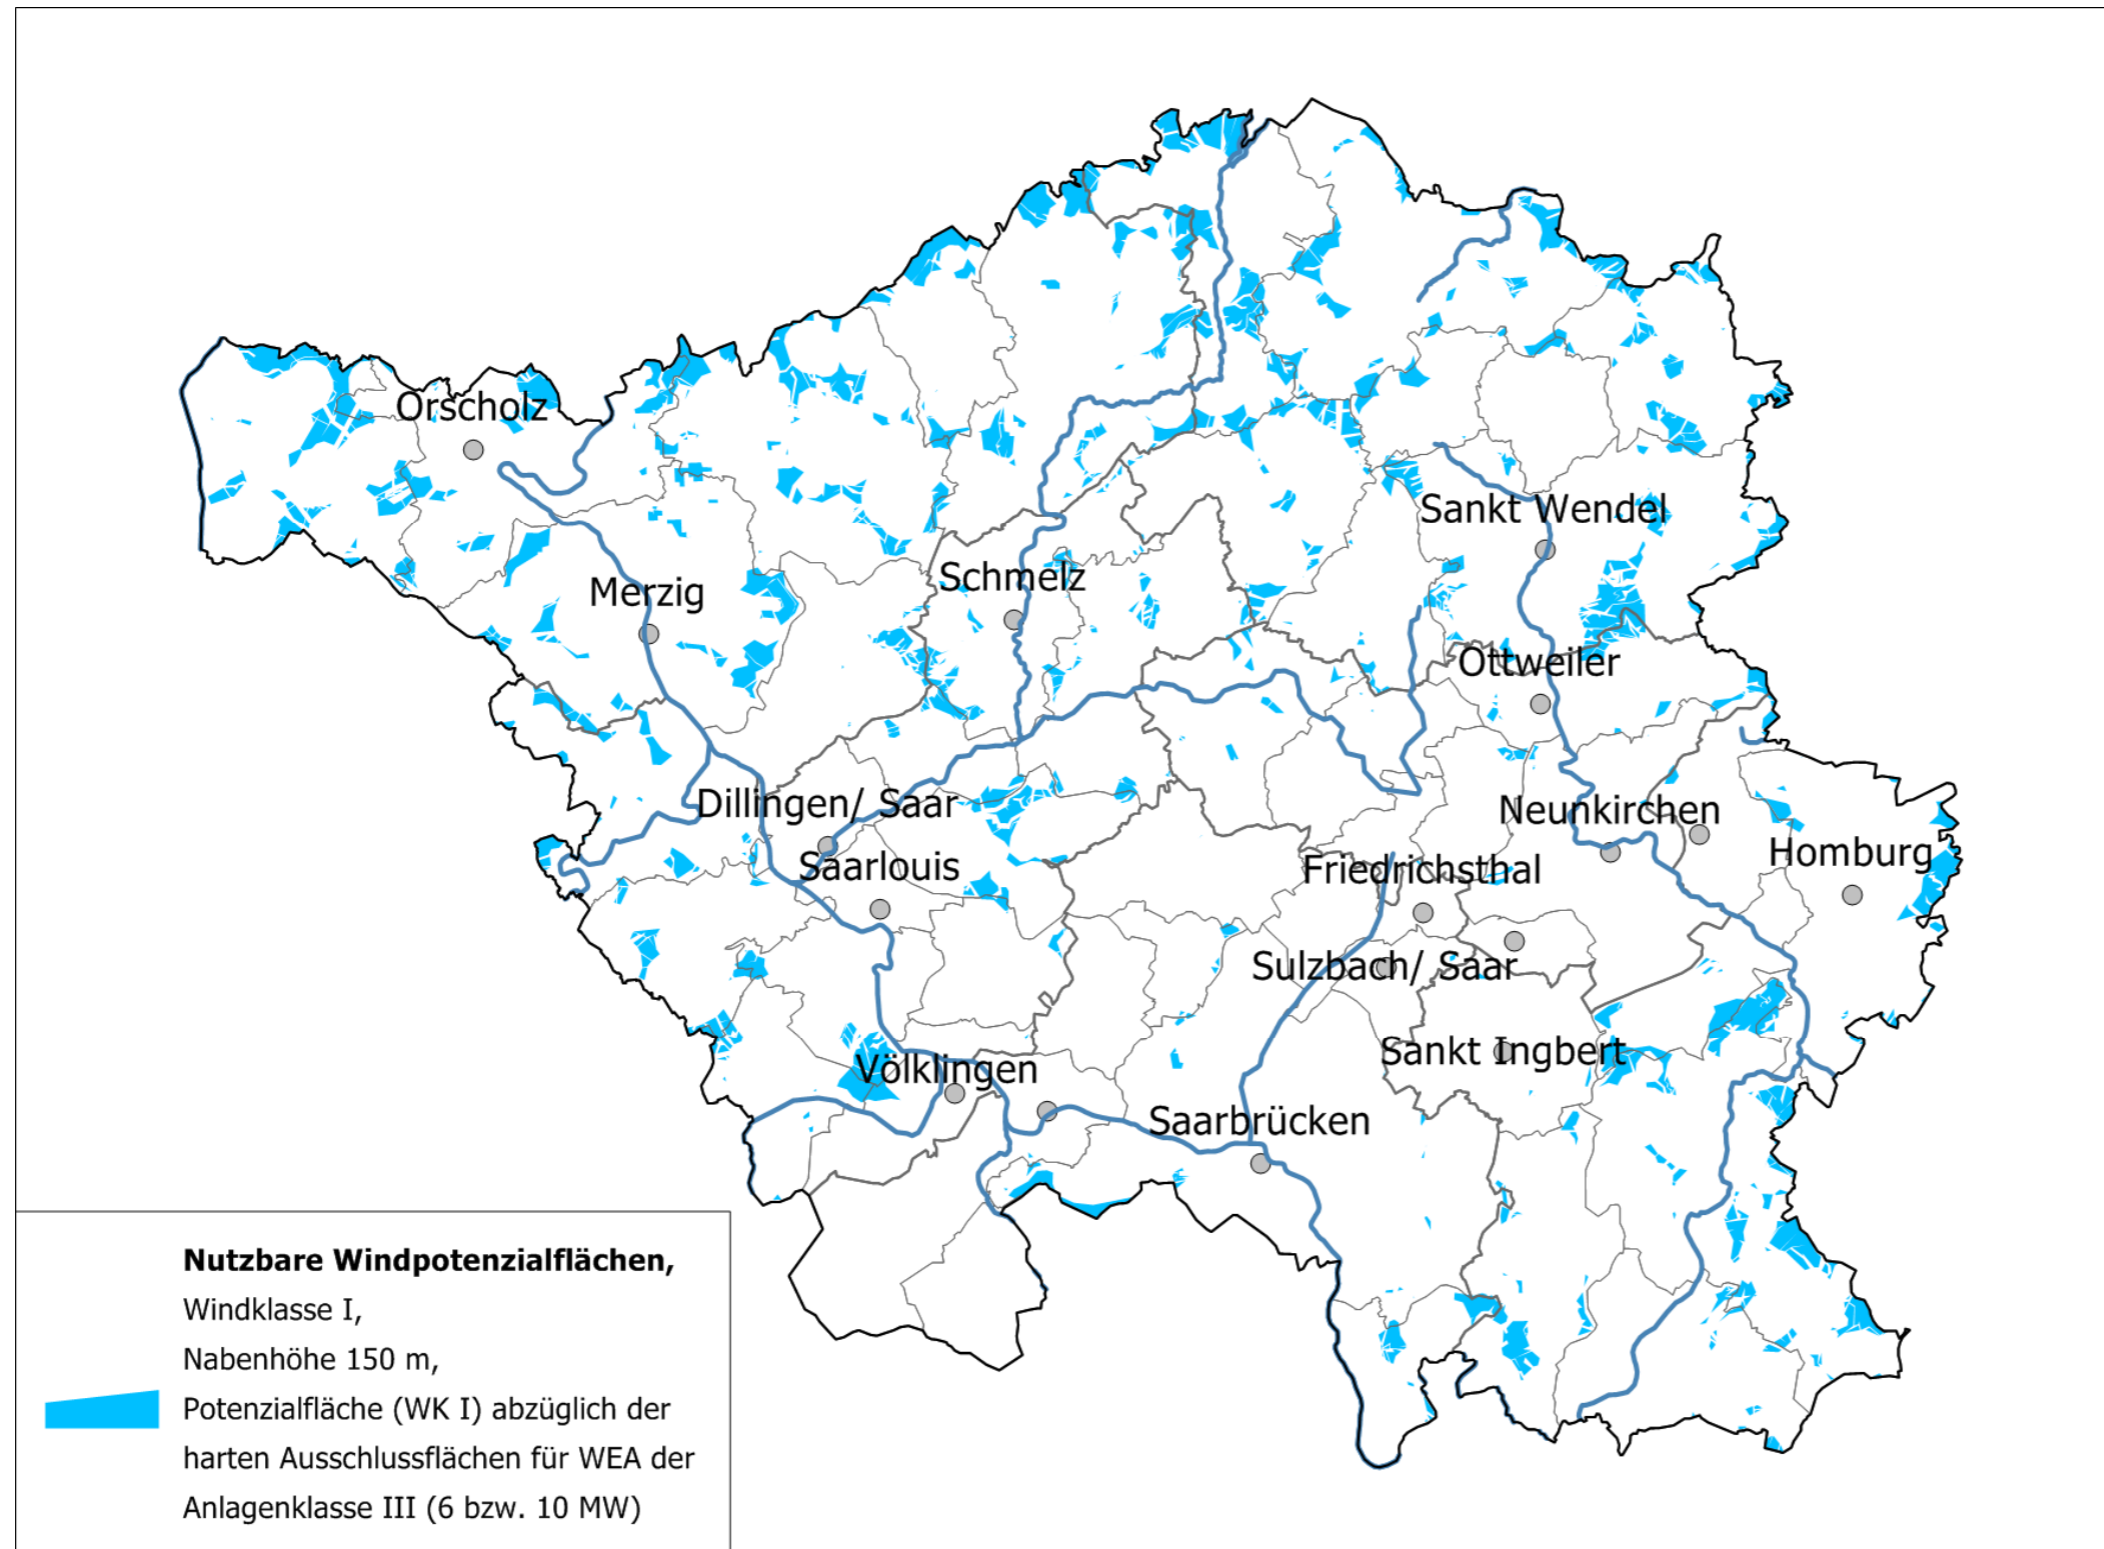 Orscholz
Sankt Wendel
Schmelz
Merzig
Ottweiler
Dillingen/ Saar
Neunkirchen
Homburg
Saarlouis
Friedrichsthal
Sulzbach/ Saar
Sankt Ingbert
Völklingen
Saarbrücken
Nutzbare Windpotenzialflächen,
Windklasse I,
Nabenhöhe 150 m,
Potenzialfläche (WK I) abzüglich der
harten Ausschlussflächen für WEA der
Anlagenklasse III (6 bzw. 10 MW)